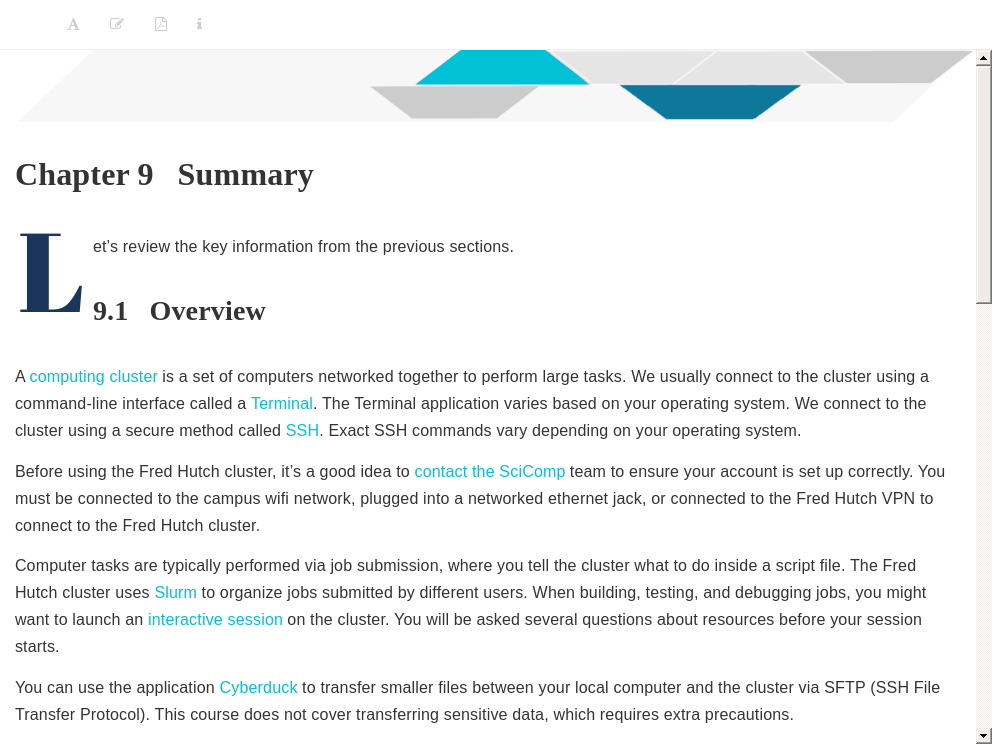 Chapter 9 Summary
Let’s review the key information from the previous sections.
9.1 Overview
A computing cluster is a set of computers networked together to perform large tasks. We usually connect to the cluster using a
command-line interface called a Terminal. The Terminal application varies based on your operating system. We connect to the
cluster using a secure method called SSH. Exact SSH commands vary depending on your operating system.
Before using the Fred Hutch cluster, it’s a good idea to contact the SciComp team to ensure your account is set up correctly. You
must be connected to the campus wifi network, plugged into a networked ethernet jack, or connected to the Fred Hutch VPN to
connect to the Fred Hutch cluster.
Computer tasks are typically performed via job submission, where you tell the cluster what to do inside a script file. The Fred
Hutch cluster uses Slurm to organize jobs submitted by different users. When building, testing, and debugging jobs, you might
want to launch an interactive session on the cluster. You will be asked several questions about resources before your session
starts.
You can use the application Cyberduck to transfer smaller files between your local computer and the cluster via SFTP (SSH File
Transfer Protocol). This course does not cover transferring sensitive data, which requires extra precautions.